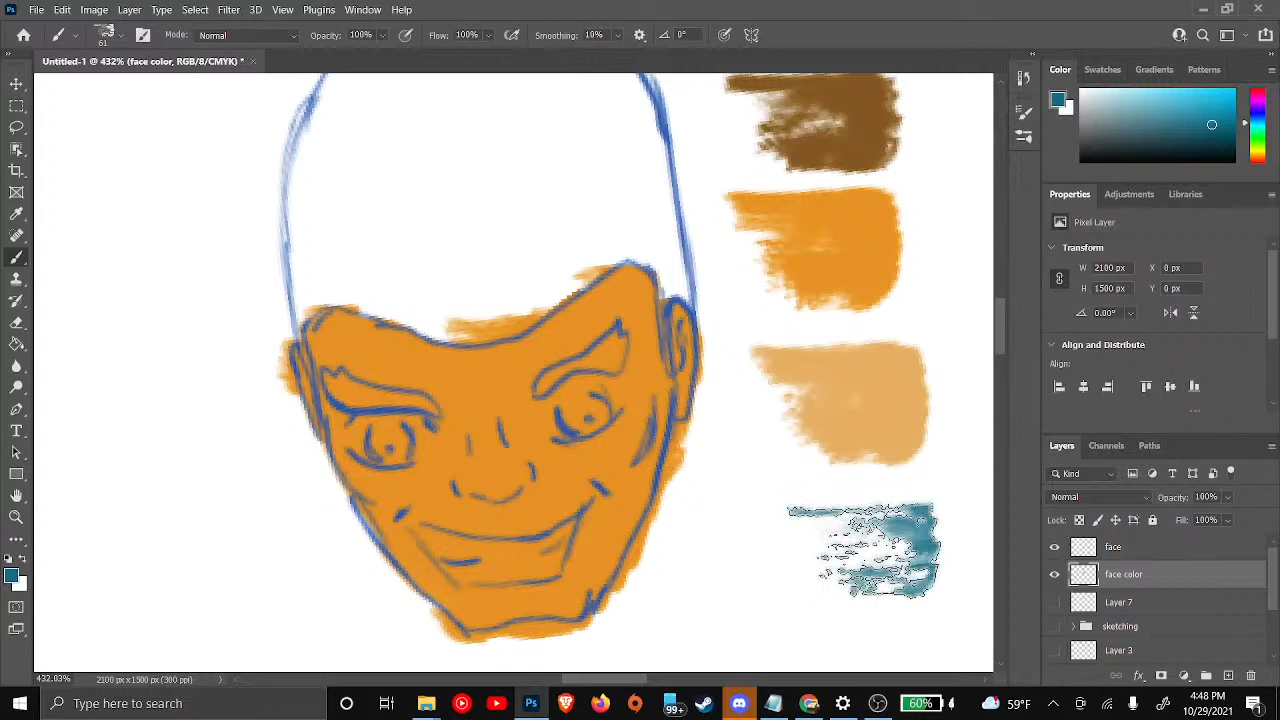 File Edit Image Layer Type Select Filter 3D View Plugins Window Help
61 Mode: Normal Opacity: 100% Flow: 100% Smoothing: 10% 0°
Untitled-1 @ 432% (face color, RGB/8/CMYK) *
Color Swatches Gradients Patterns
Properties Adjustments Libraries
Pixel Layer
Transform
W 2100 px X 0 px
H 1500 px Y 0 px
0.00°
Align and Distribute
Align:
Layers Channels Paths
Kind
Normal Opacity: 100%
Lock: Fill: 100%
face
face color
Layer 7
sketching
Layer 3
432.03% 2100 px x 1500 px (300 ppi)
Type here to search
99+
60%
59°F
4:48 PM
10/29/2021